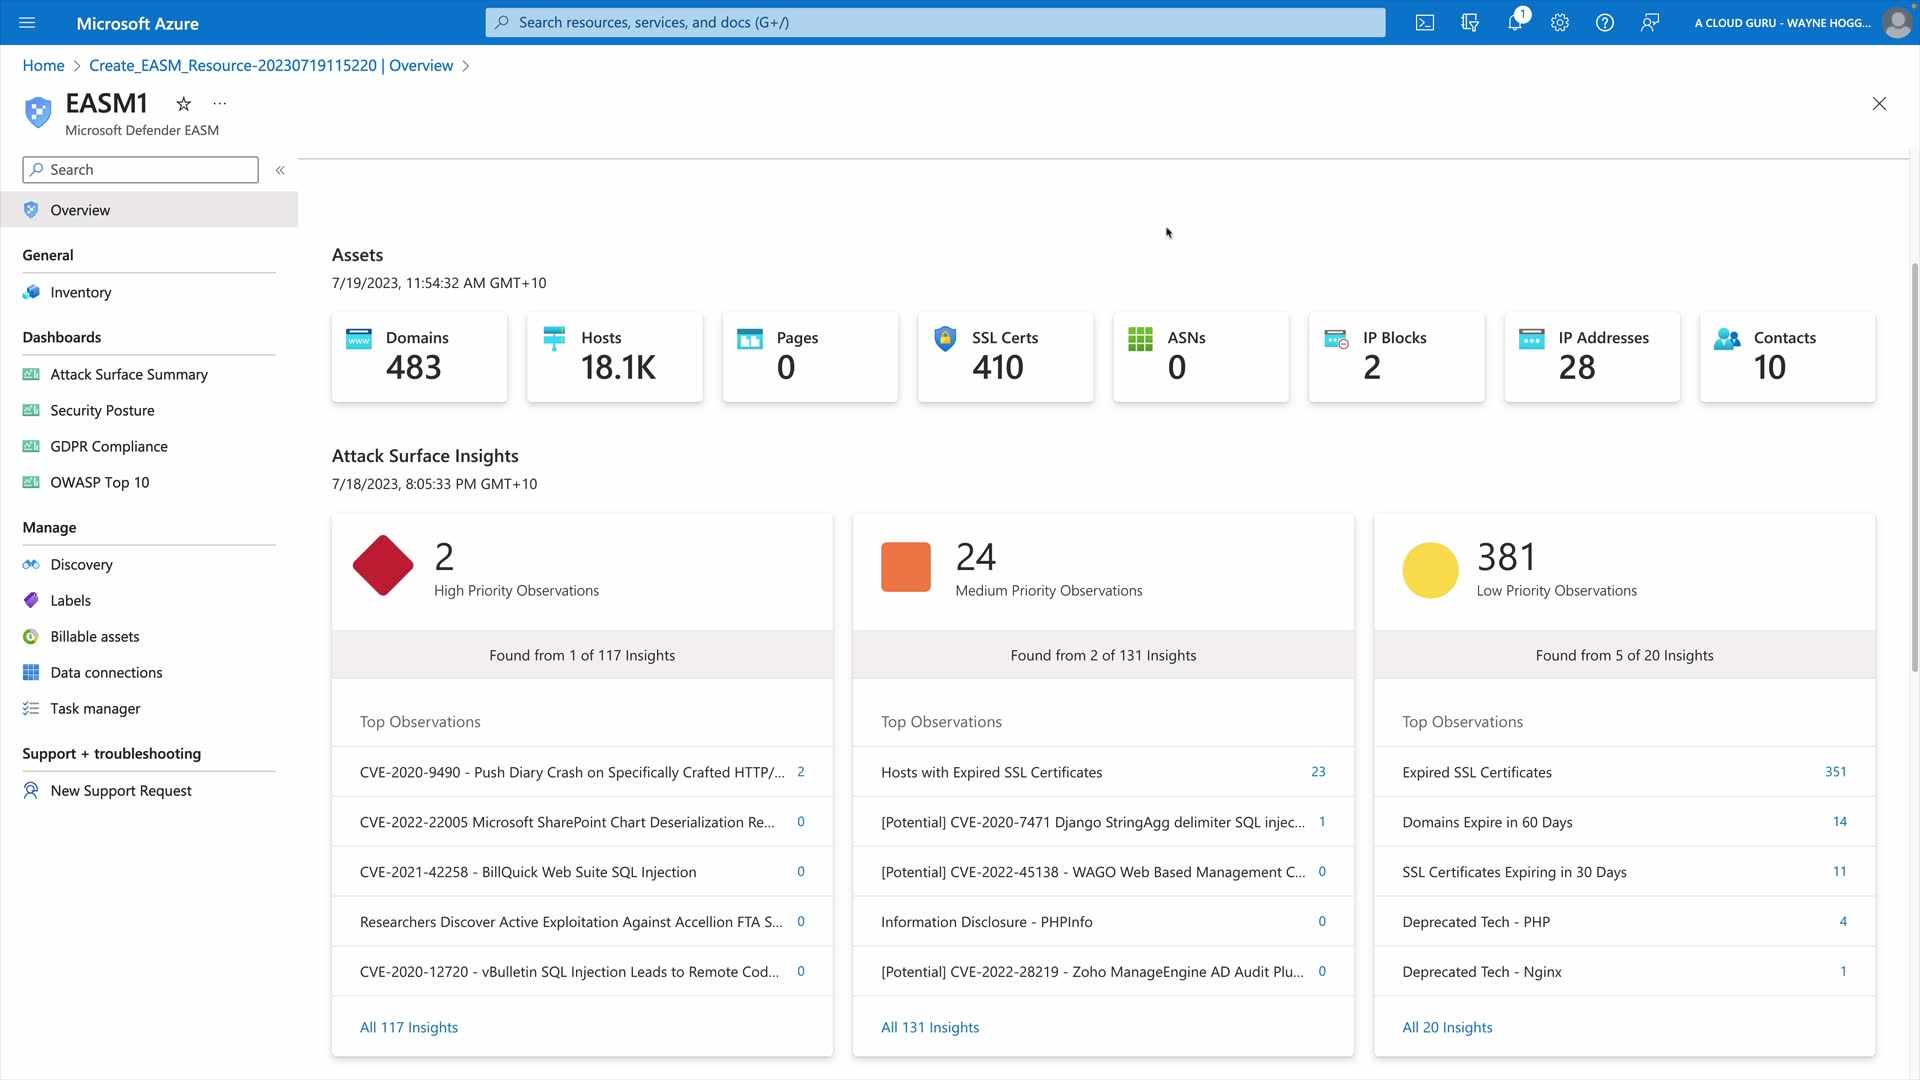 Microsoft Azure
Search resources, services, and docs (G+/)
1
A CLOUD GURU - WAYNE HOGG...
Home > Create_EASM_Resource-20230719115220 | Overview >
EASM1
...
Microsoft Defender EASM
Search
«
Overview
General
Inventory
Dashboards
Attack Surface Summary
Security Posture
GDPR Compliance
OWASP Top 10
Manage
Discovery
Labels
Billable assets
Data connections
Task manager
Support + troubleshooting
New Support Request
Assets
7/19/2023, 11:54:32 AM GMT+10
www
Domains
483
Hosts
18.1K
Pages
0
SSL Certs
410
ASNs
0
IP Blocks
2
IP Addresses
28
Contacts
10
Attack Surface Insights
7/18/2023, 8:05:33 PM GMT+10
2
High Priority Observations
Found from 1 of 117 Insights
Top Observations
CVE-2020-9490 - Push Diary Crash on Specifically Crafted HTTP/... 2
CVE-2022-22005 Microsoft SharePoint Chart Deserialization Re... 0
CVE-2021-42258 - BillQuick Web Suite SQL Injection 0
Researchers Discover Active Exploitation Against Accellion FTA S... 0
CVE-2020-12720 - vBulletin SQL Injection Leads to Remote Cod... 0
All 117 Insights
24
Medium Priority Observations
Found from 2 of 131 Insights
Top Observations
Hosts with Expired SSL Certificates 23
[Potential] CVE-2020-7471 Django StringAgg delimiter SQL injec... 1
[Potential] CVE-2022-45138 - WAGO Web Based Management C... 0
Information Disclosure - PHPInfo 0
[Potential] CVE-2022-28219 - Zoho ManageEngine AD Audit Plu... 0
All 131 Insights
381
Low Priority Observations
Found from 5 of 20 Insights
Top Observations
Expired SSL Certificates 351
Domains Expire in 60 Days 14
SSL Certificates Expiring in 30 Days 11
Deprecated Tech - PHP 4
Deprecated Tech - Nginx 1
All 20 Insights